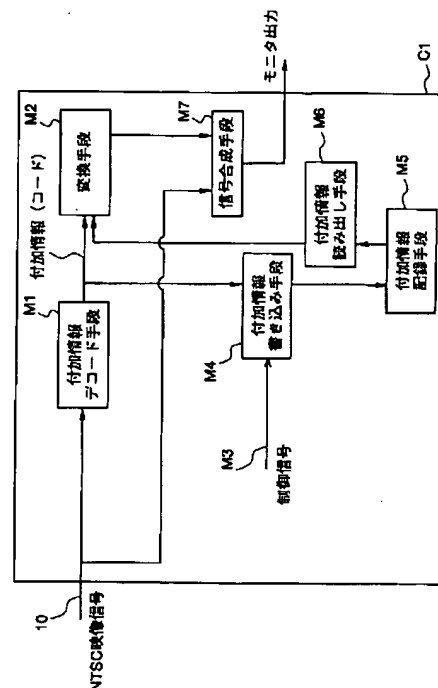 10
NTSC映像信号
M1
付加情報
デコード手段
付加情報 (コード)
M2
変換手段
M3
制御信号
M4
付加情報
書き込み手段
M7
信号合成手段
モニタ出力
M6
付加情報
読み出し手段
M5
付加情報
記録手段
C1